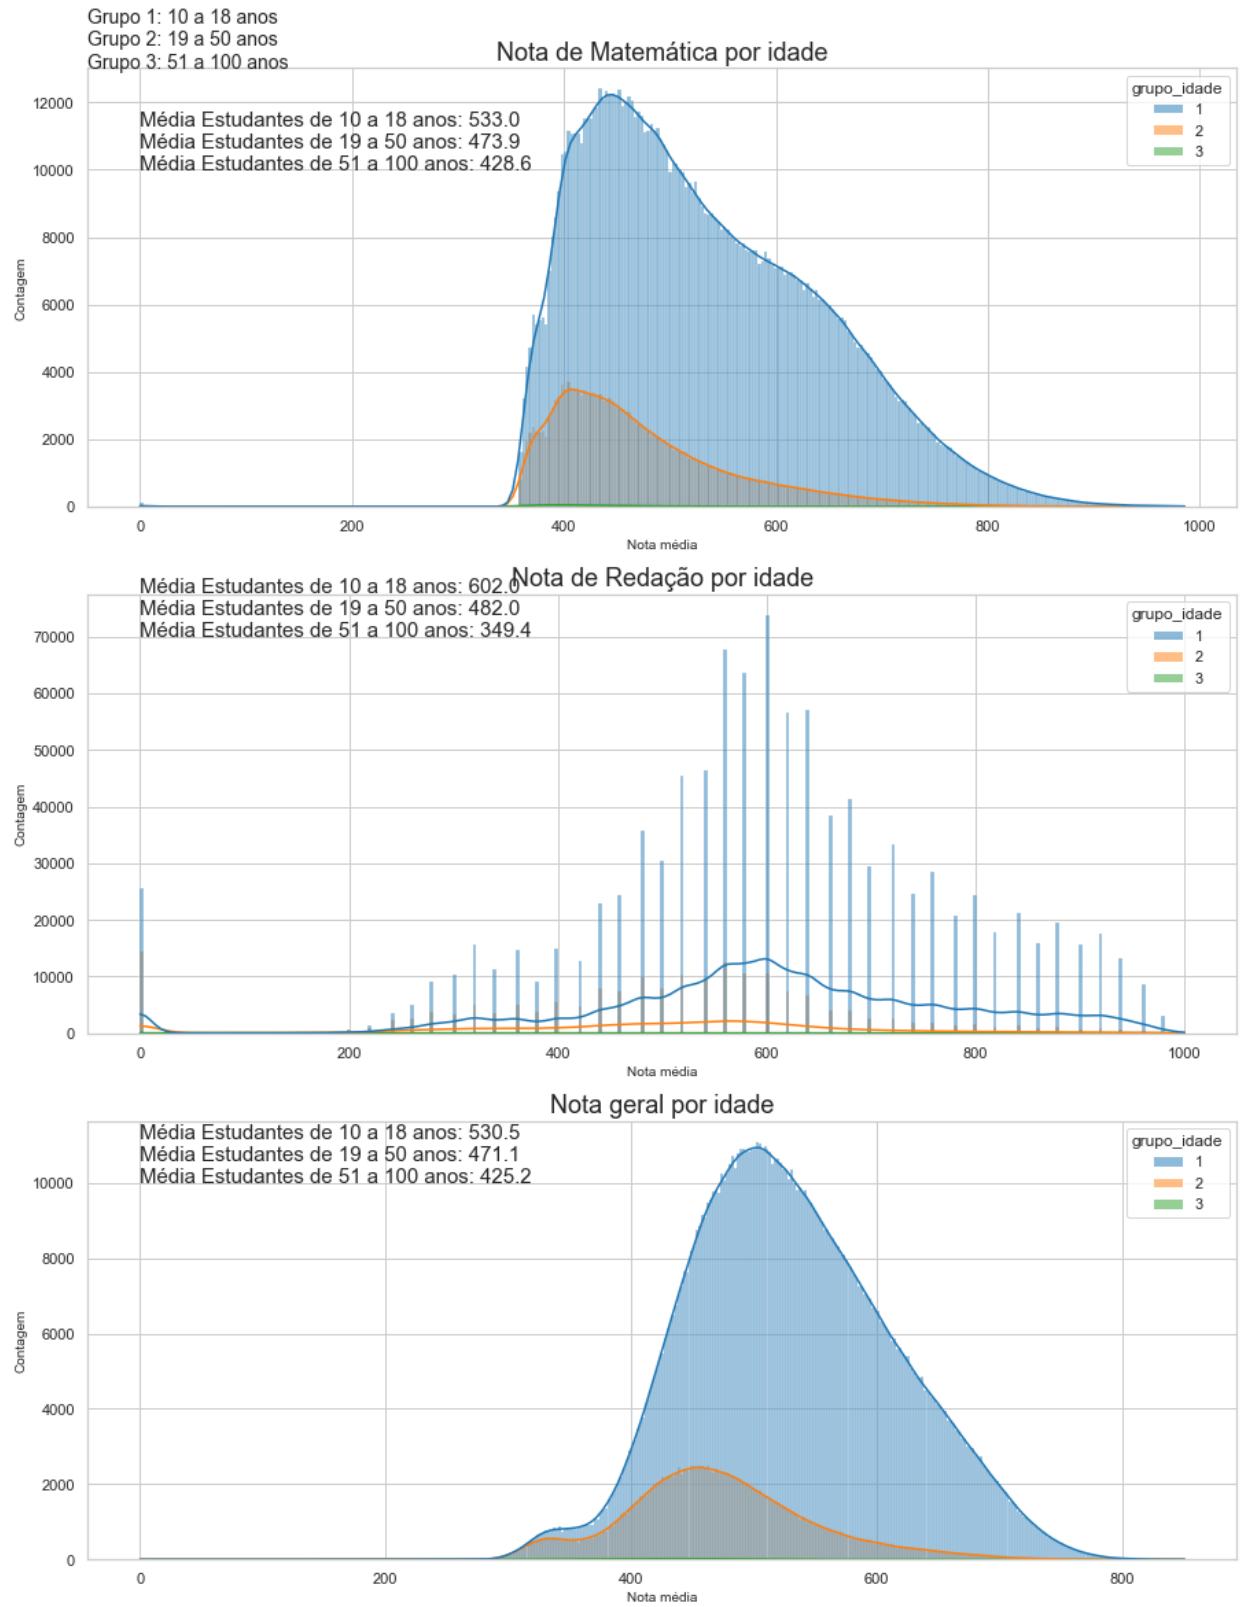 Grupo 1: 10 a 18 anos
Grupo 2: 19 a 50 anos
Grupo 3: 51 a 100 anos
Nota de Matemática por idade
Média Estudantes de 10 a 18 anos: 533.0
Média Estudantes de 19 a 50 anos: 473.9
Média Estudantes de 51 a 100 anos: 428.6
grupo_idade
1
2
3
12000
10000
8000
6000
4000
2000
0
Contagem
0 200 400 600 800 1000
Nota média
Nota de Redação por idade
Média Estudantes de 10 a 18 anos: 602.0
Média Estudantes de 19 a 50 anos: 482.0
Média Estudantes de 51 a 100 anos: 349.4
grupo_idade
1
2
3
70000
60000
50000
40000
30000
20000
10000
0
Contagem
0 200 400 600 800 1000
Nota média
Nota geral por idade
Média Estudantes de 10 a 18 anos: 530.5
Média Estudantes de 19 a 50 anos: 471.1
Média Estudantes de 51 a 100 anos: 425.2
grupo_idade
1
2
3
10000
8000
6000
4000
2000
0
Contagem
0 200 400 600 800
Nota média